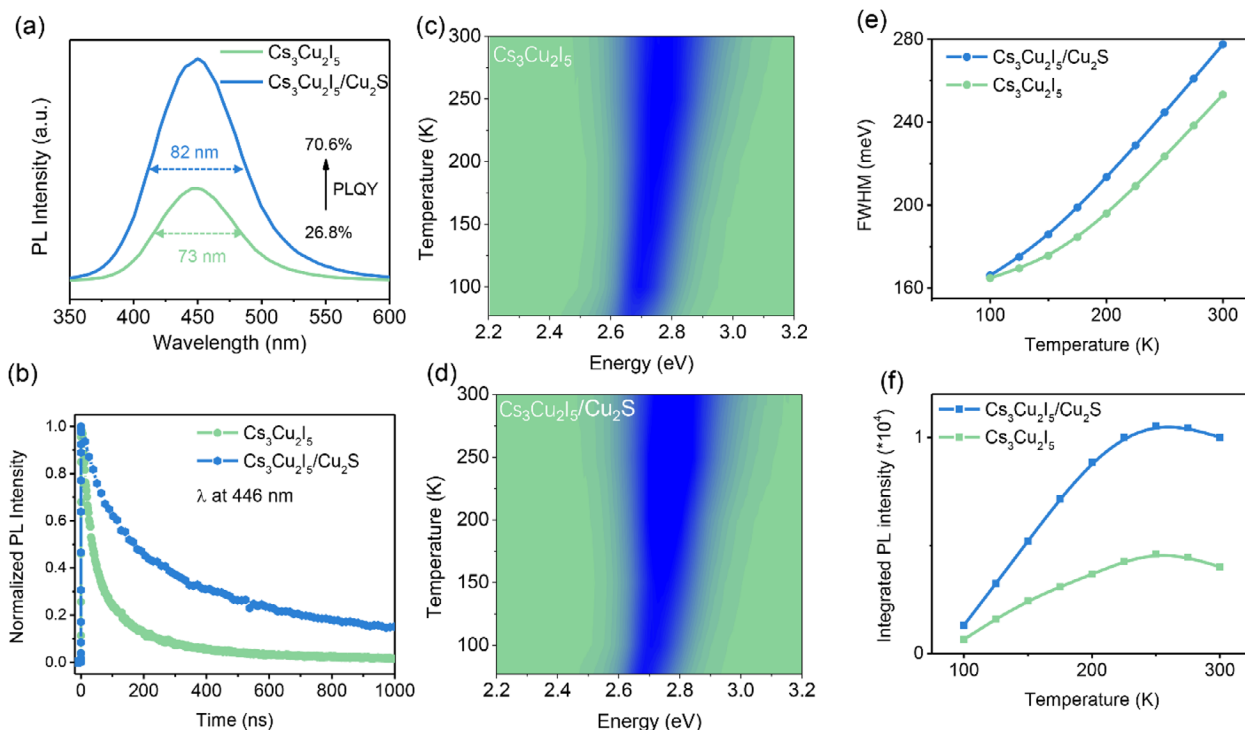 (a)
Cs₃Cu₂I₅
Cs₃Cu₂I₅/Cu₂S
82 nm
70.6%
PLQY
26.8%
73 nm
PL Intensity (a.u.)
350 400 450 500 550 600
Wavelength (nm)
(b)
Cs₃Cu₂I₅
Cs₃Cu₂I₅/Cu₂S
λ at 446 nm
Normalized PL Intensity
1.0
0.8
0.6
0.4
0.2
0.0
0 200 400 600 800 1000
Time (ns)
(c)
Cs₃Cu₂I₅
Temperature (K)
300
250
200
150
100
2.2 2.4 2.6 2.8 3.0 3.2
Energy (eV)
(d)
Cs₃Cu₂I₅/Cu₂S
Temperature (K)
300
250
200
150
100
2.2 2.4 2.6 2.8 3.0 3.2
Energy (eV)
(e)
Cs₃Cu₂I₅/Cu₂S
Cs₃Cu₂I₅
FWHM (meV)
280
240
200
160
100 150 200 250 300
Temperature (K)
(f)
Cs₃Cu₂I₅/Cu₂S
Cs₃Cu₂I₅
Integrated PL intensity (*10⁴)
1
0
100 150 200 250 300
Temperature (K)